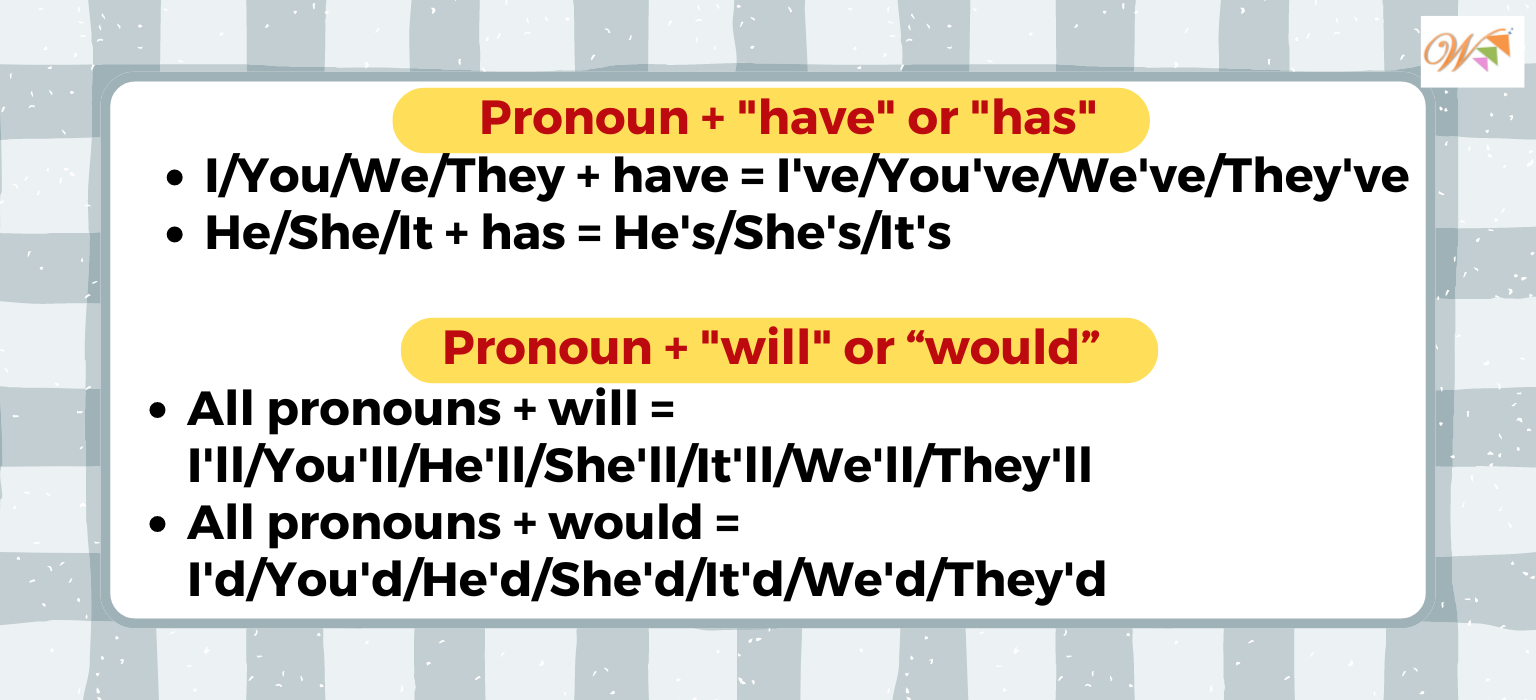 W
Pronoun + "have" or "has"
• I/You/We/They + have = I've/You've/We've/They've
• He/She/It + has = He's/She's/It's
Pronoun + "will" or “would”
• All pronouns + will =
I'll/You'll/He'll/She'll/It'll/We'll/They'll
• All pronouns + would =
I'd/You'd/He'd/She'd/It'd/We'd/They'd